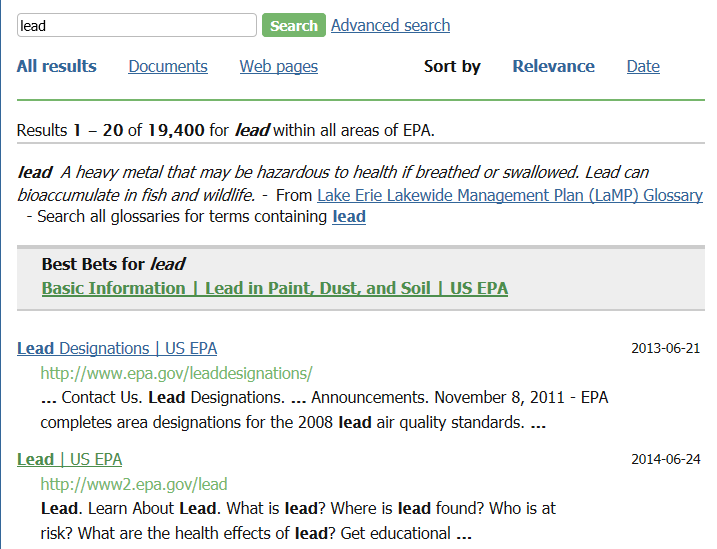 lead Search Advanced search
All results Documents Web pages Sort by Relevance Date
Results 1 – 20 of 19,400 for lead within all areas of EPA.
lead A heavy metal that may be hazardous to health if breathed or swallowed. Lead can
bioaccumulate in fish and wildlife. - From Lake Erie Lakewide Management Plan (LaMP) Glossary
- Search all glossaries for terms containing lead
Best Bets for lead
Basic Information | Lead in Paint, Dust, and Soil | US EPA
Lead Designations | US EPA 2013-06-21
http://www.epa.gov/leaddesignations/
... Contact Us. Lead Designations. ... Announcements. November 8, 2011 - EPA
completes area designations for the 2008 lead air quality standards. ...
Lead | US EPA 2014-06-24
http://www2.epa.gov/lead
Lead. Learn About Lead. What is lead? Where is lead found? Who is at
risk? What are the health effects of lead? Get educational ...